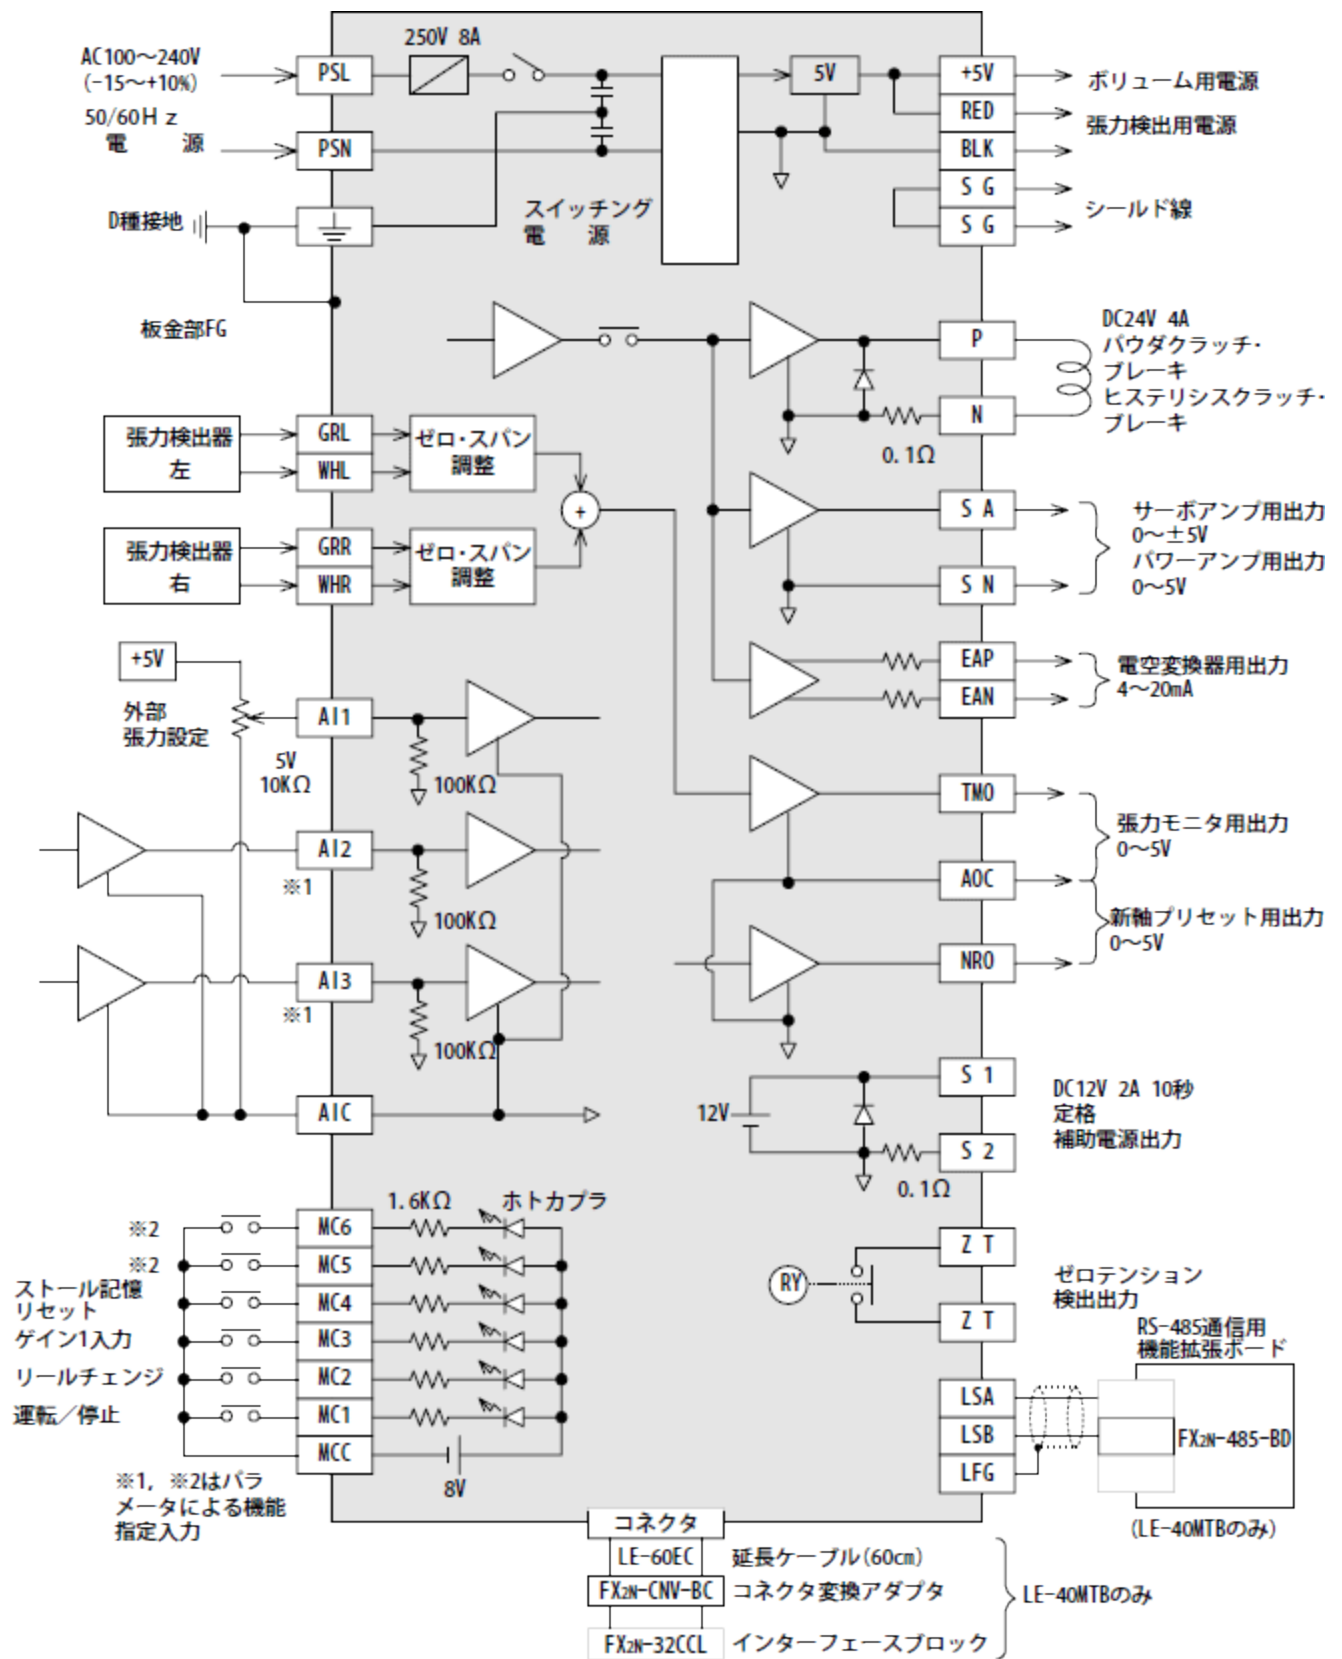 AC100〜240V
(-15〜+10%)
50/60Hz
電　源
PSL
PSN
250V 8A
D種接地
板金部FG
スイッチング
電　源
5V
+5V
RED
BLK
S G
S G
ボリューム用電源
張力検出用電源
シールド線
P
N
0.1Ω
DC24V 4A
パウダクラッチ・
ブレーキ
ヒステリシスクラッチ・
ブレーキ
張力検出器
左
GRL
WHL
ゼロ・スパン
調整
張力検出器
右
GRR
WHR
ゼロ・スパン
調整
+
S A
S N
サーボアンプ用出力
0〜±5V
パワーアンプ用出力
0〜5V
EAP
EAN
電空変換器用出力
4〜20mA
+5V
外部
張力設定
5V
10KΩ
AI1
100KΩ
AI2
※1
100KΩ
AI3
※1
100KΩ
AIC
TMO
AOC
NRO
張力モニタ用出力
0〜5V
新軸プリセット用出力
0〜5V
12V
S 1
S 2
0.1Ω
DC12V 2A 10秒
定格
補助電源出力
1.6KΩ
ホトカプラ
※2
MC6
※2
MC5
ストール記憶
リセット
MC4
ゲイン1入力
MC3
リールチェンジ
MC2
運転／停止
MC1
MCC
8V
※1, ※2はパラ
メータによる機能
指定入力
RY
Z T
Z T
ゼロテンション
検出出力
RS-485通信用
機能拡張ボード
LSA
LSB
LFG
FX2N-485-BD
(LE-40MTBのみ)
コネクタ
LE-60EC
延長ケーブル(60cm)
FX2N-CNV-BC
コネクタ変換アダプタ
FX2N-32CCL
インターフェースブロック
LE-40MTBのみ